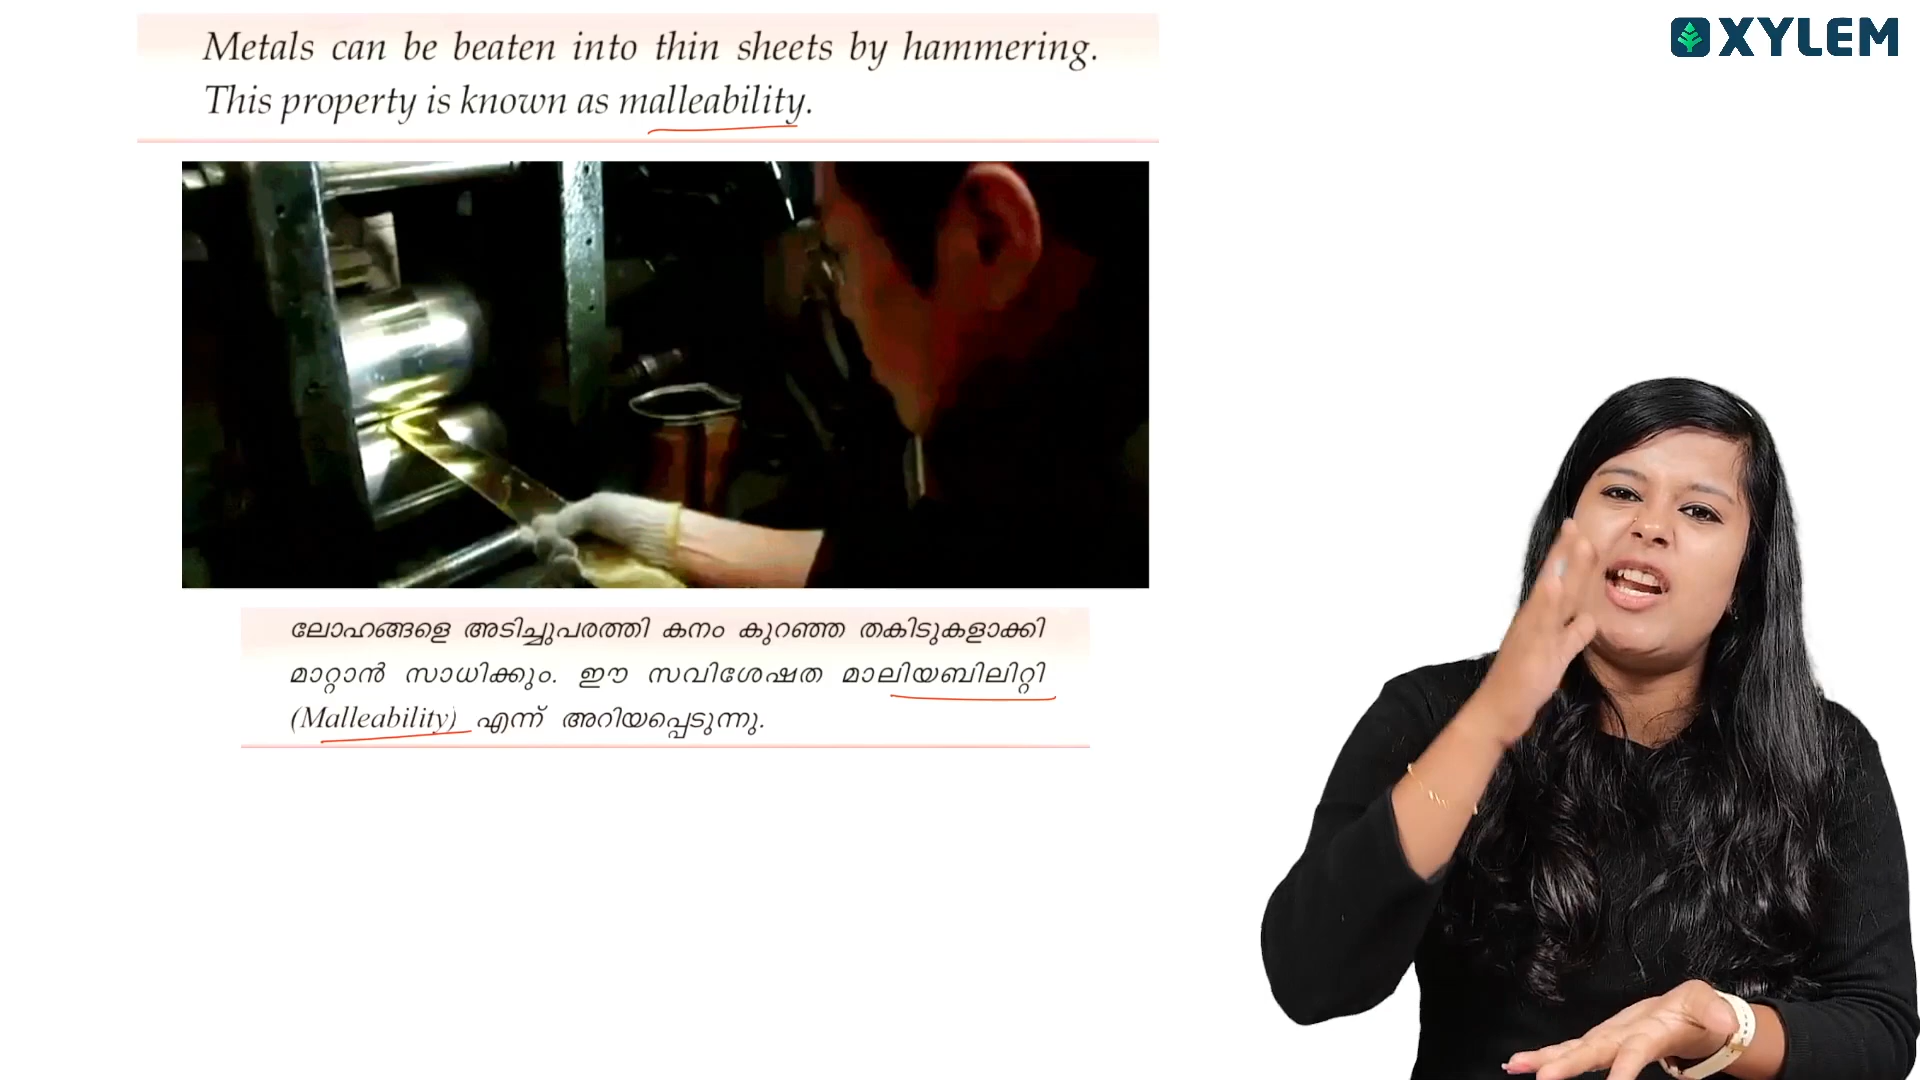 Metals can be beaten into thin sheets by hammering.
This property is known as malleability.
XYLEM
ലോഹങ്ങളെ അടിച്ചുപരത്തി കനം കുറഞ്ഞ തകിടുകളാക്കി
മാറ്റാൻ സാധിക്കും. ഈ സവിശേഷത മാലിയബിലിറ്റി
(Malleability) എന്ന് അറിയപ്പെടുന്നു.